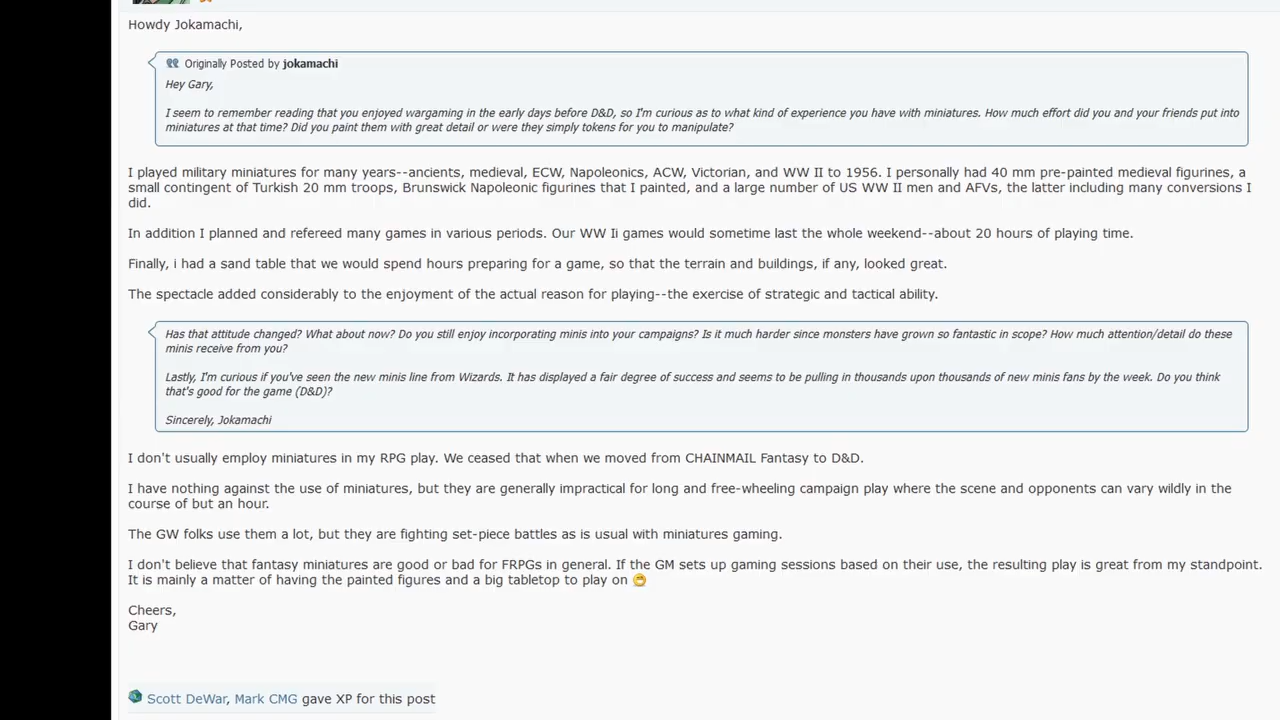 Howdy Jokamachi,
Originally Posted by jokamachi
Hey Gary,
I seem to remember reading that you enjoyed wargaming in the early days before D&D, so I'm curious as to what kind of experience you have with miniatures. How much effort did you and your friends put into
miniatures at that time? Did you paint them with great detail or were they simply tokens for you to manipulate?
I played military miniatures for many years--ancients, medieval, ECW, Napoleonics, ACW, Victorian, and WW II to 1956. I personally had 40 mm pre-painted medieval figurines, a
small contingent of Turkish 20 mm troops, Brunswick Napoleonic figurines that I painted, and a large number of US WW II men and AFVs, the latter including many conversions I
did.
In addition I planned and refereed many games in various periods. Our WW Ii games would sometime last the whole weekend--about 20 hours of playing time.
Finally, i had a sand table that we would spend hours preparing for a game, so that the terrain and buildings, if any, looked great.
The spectacle added considerably to the enjoyment of the actual reason for playing--the exercise of strategic and tactical ability.
Has that attitude changed? What about now? Do you still enjoy incorporating minis into your campaigns? Is it much harder since monsters have grown so fantastic in scope? How much attention/detail do these
minis receive from you?
Lastly, I'm curious if you've seen the new minis line from Wizards. It has displayed a fair degree of success and seems to be pulling in thousands upon thousands of new minis fans by the week. Do you think
that's good for the game (D&D)?
Sincerely, Jokamachi
I don't usually employ miniatures in my RPG play. We ceased that when we moved from CHAINMAIL Fantasy to D&D.
I have nothing against the use of miniatures, but they are generally impractical for long and free-wheeling campaign play where the scene and opponents can vary wildly in the
course of but an hour.
The GW folks use them a lot, but they are fighting set-piece battles as is usual with miniatures gaming.
I don't believe that fantasy miniatures are good or bad for FRPGs in general. If the GM sets up gaming sessions based on their use, the resulting play is great from my standpoint.
It is mainly a matter of having the painted figures and a big tabletop to play on
Cheers,
Gary
Scott DeWar, Mark CMG gave XP for this post